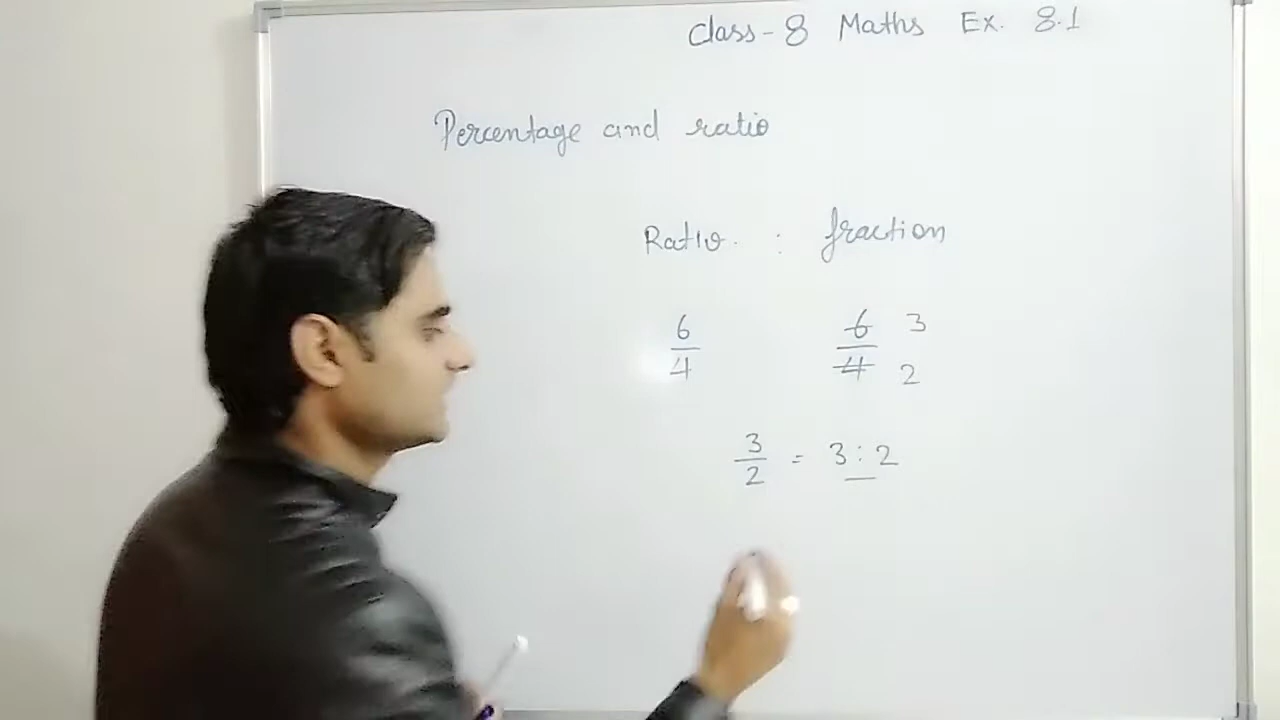 Class - 8 Maths Ex. 8.1
Percentage and ratio
Ratio : fraction
6/4 6/4 3 2
3/2 = 3:2